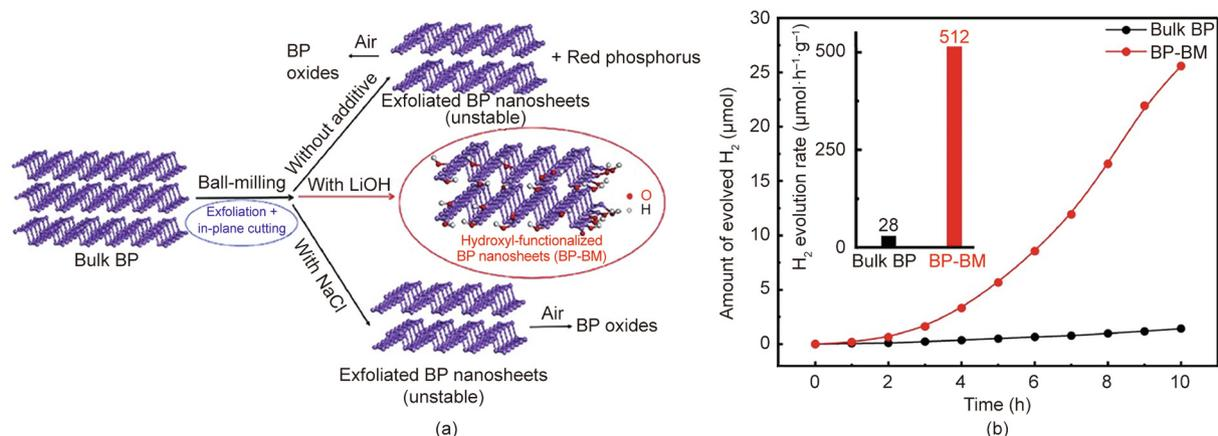 BP
oxides
Air
+ Red phosphorus
Exfoliated BP nanosheets
(unstable)
Without additive
Ball-milling
With LiOH
O
H
Exfoliation +
in-plane cutting
Bulk BP
Hydroxyl-functionalized
BP nanosheets (BP-BM)
With NaCl
Air
BP oxides
Exfoliated BP nanosheets
(unstable)
(a)
Amount of evolved H₂ (μmol)
30
25
20
15
10
5
0
0 2 4 6 8 10
Time (h)
Bulk BP
BP-BM
H₂ evolution rate (μmol·h⁻¹·g⁻¹)
500
250
0
28
512
Bulk BP BP-BM
(b)